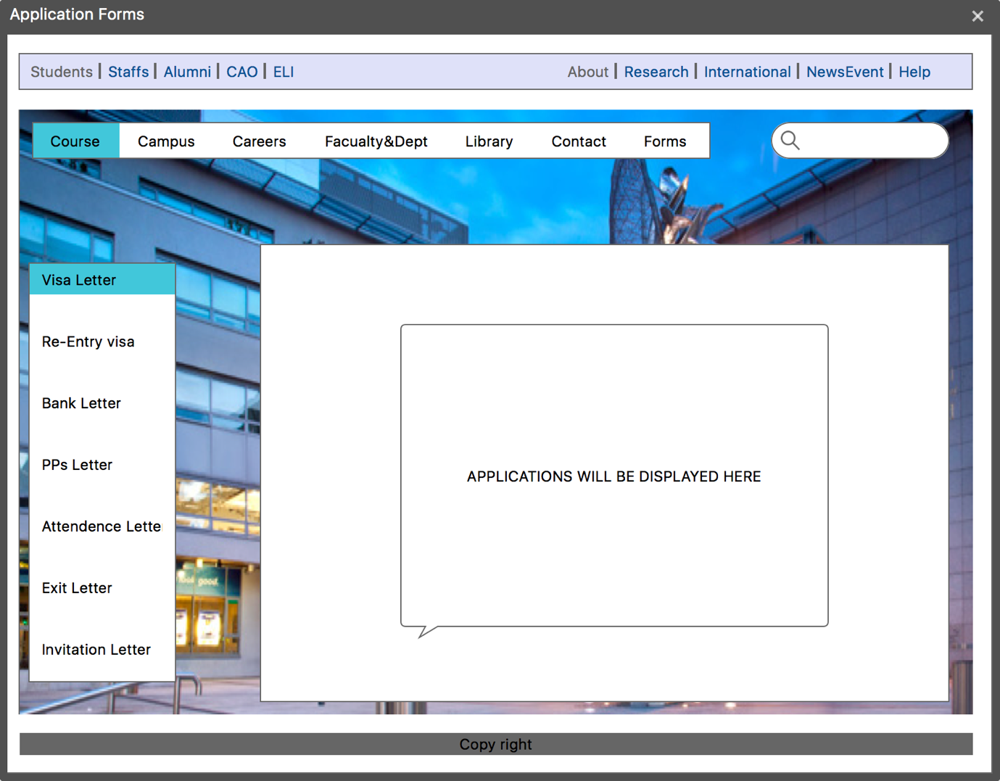 Application Forms
Students | Staffs | Alumni | CAO | ELI
About | Research | International | NewsEvent | Help
Course Campus Careers Facualty&Dept Library Contact Forms
Visa Letter
Re-Entry visa
Bank Letter
PPs Letter
Attendence Lette
Exit Letter
Invitation Letter
good.
APPLICATIONS WILL BE DISPLAYED HERE
Copy right